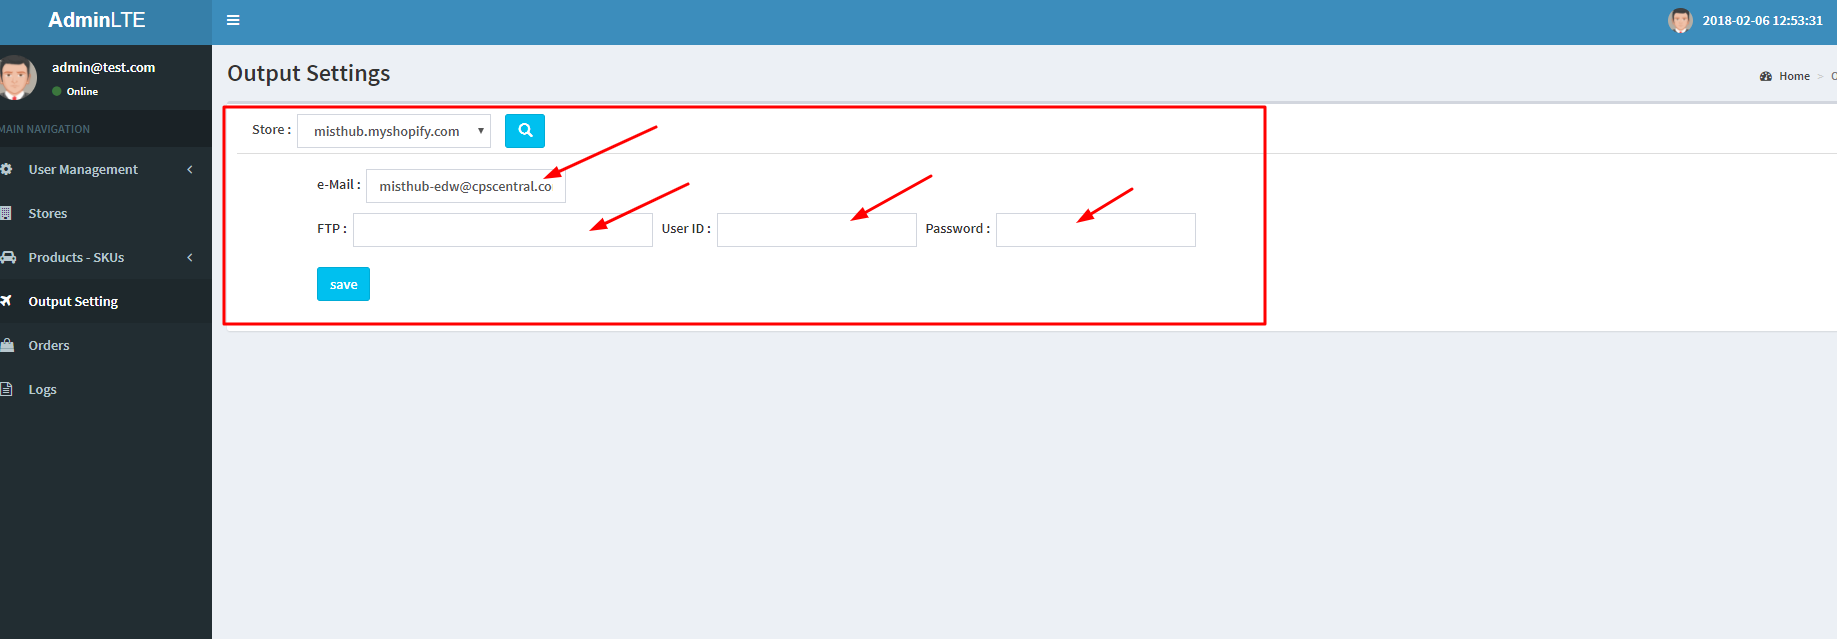 AdminLTE
2018-02-06 12:53:31
admin@test.com
Online
MAIN NAVIGATION
User Management
Stores
Products - SKUs
Output Setting
Orders
Logs
Output Settings
Home >
Store : misthub.myshopify.com
e-Mail : misthub-edw@cpscentral.co
FTP : User ID : Password :
save